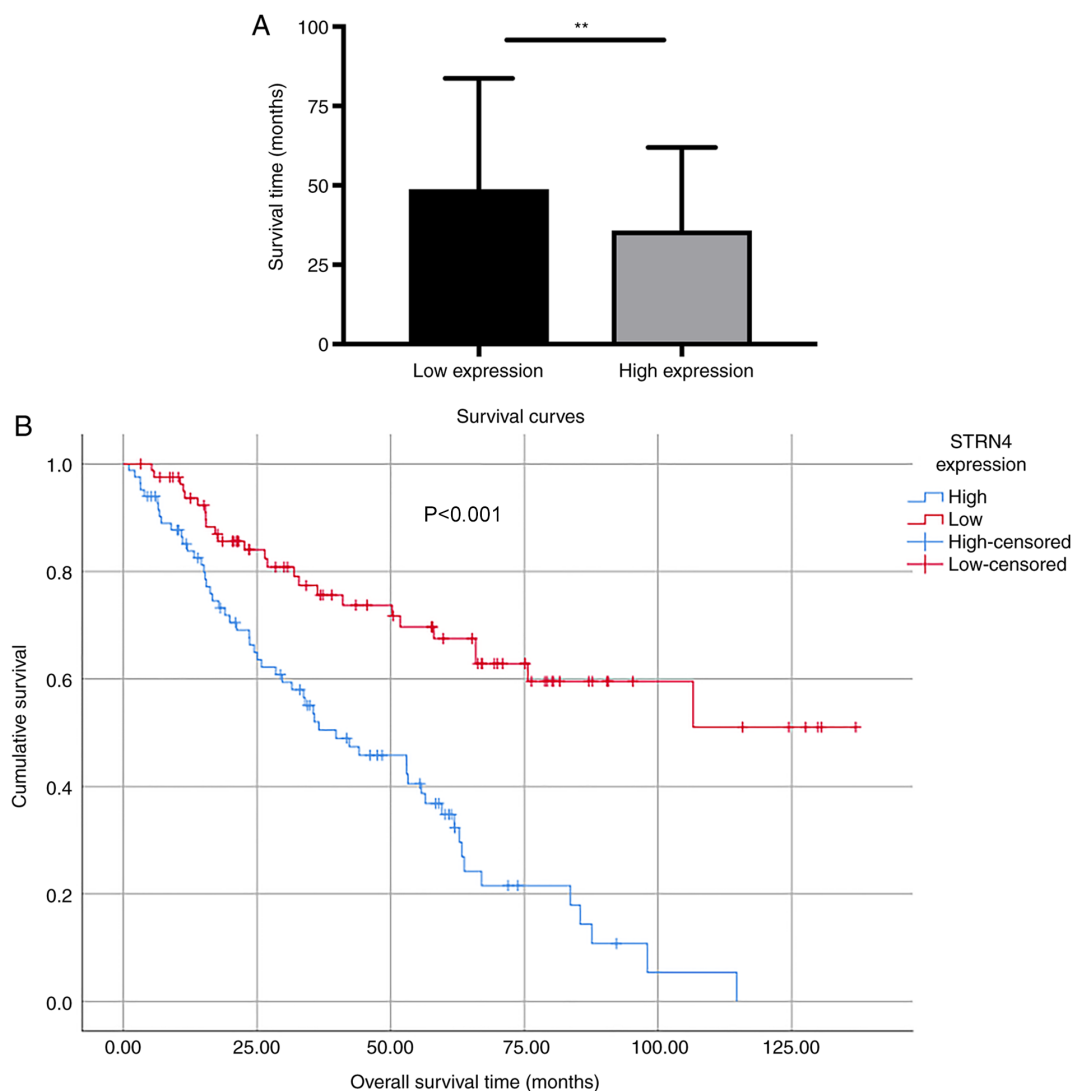 A
**
100
75
50
25
0
Survival time (months)
Low expression
High expression
B
Survival curves
STRN4
expression
High
Low
High-censored
Low-censored
P<0.001
1.0
0.8
0.6
0.4
0.2
0.0
Cumulative survival
0.00
25.00
50.00
75.00
100.00
125.00
Overall survival time (months)